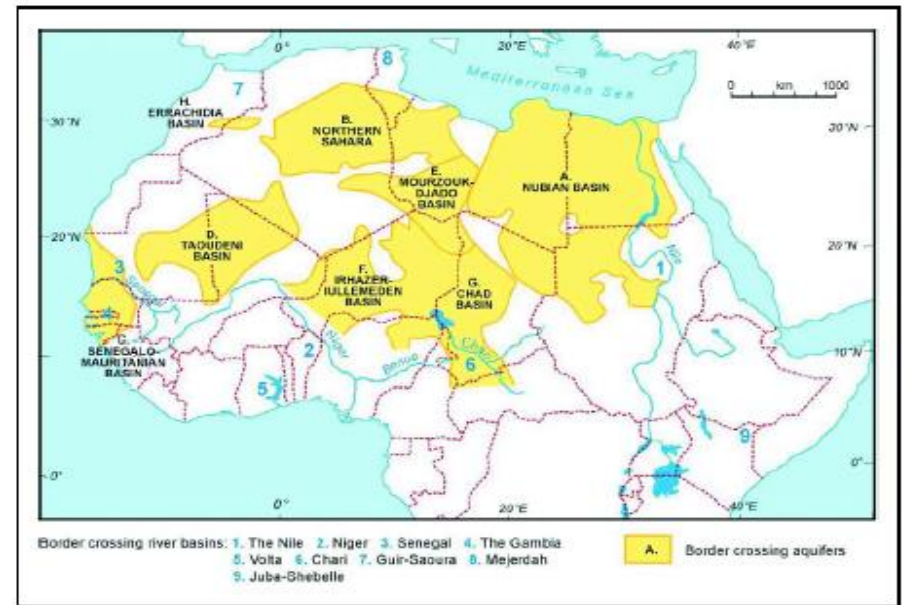 0°
20°E
40°E
8
Mediterranean Sea
0 km 1000
7
H.
ERRACHIDIA
BASIN
B.
NORTHERN
SAHARA
30°N
30°N
E.
MOURZOUK-
DJADO
BASIN
A.
NUBIAN BASIN
20°N
20°N
D.
TAOUDENI
BASIN
F.
IRHAZER-
IULLEMEDEN
BASIN
G.
CHAD
BASIN
Nile
1
3
Senegal
4
C.
SENEGALO-
MAURITANIAN
BASIN
2
Niger
Benue
Chari
6
5
10°N
9
0°
0°
0°
20°E
40°E
Border crossing river basins: 1. The Nile 2. Niger 3. Senegal 4. The Gambia
5. Volta 6. Chari 7. Guir-Saoura 8. Mejerdah
9. Juba-Shebelle
A. Border crossing aquifers